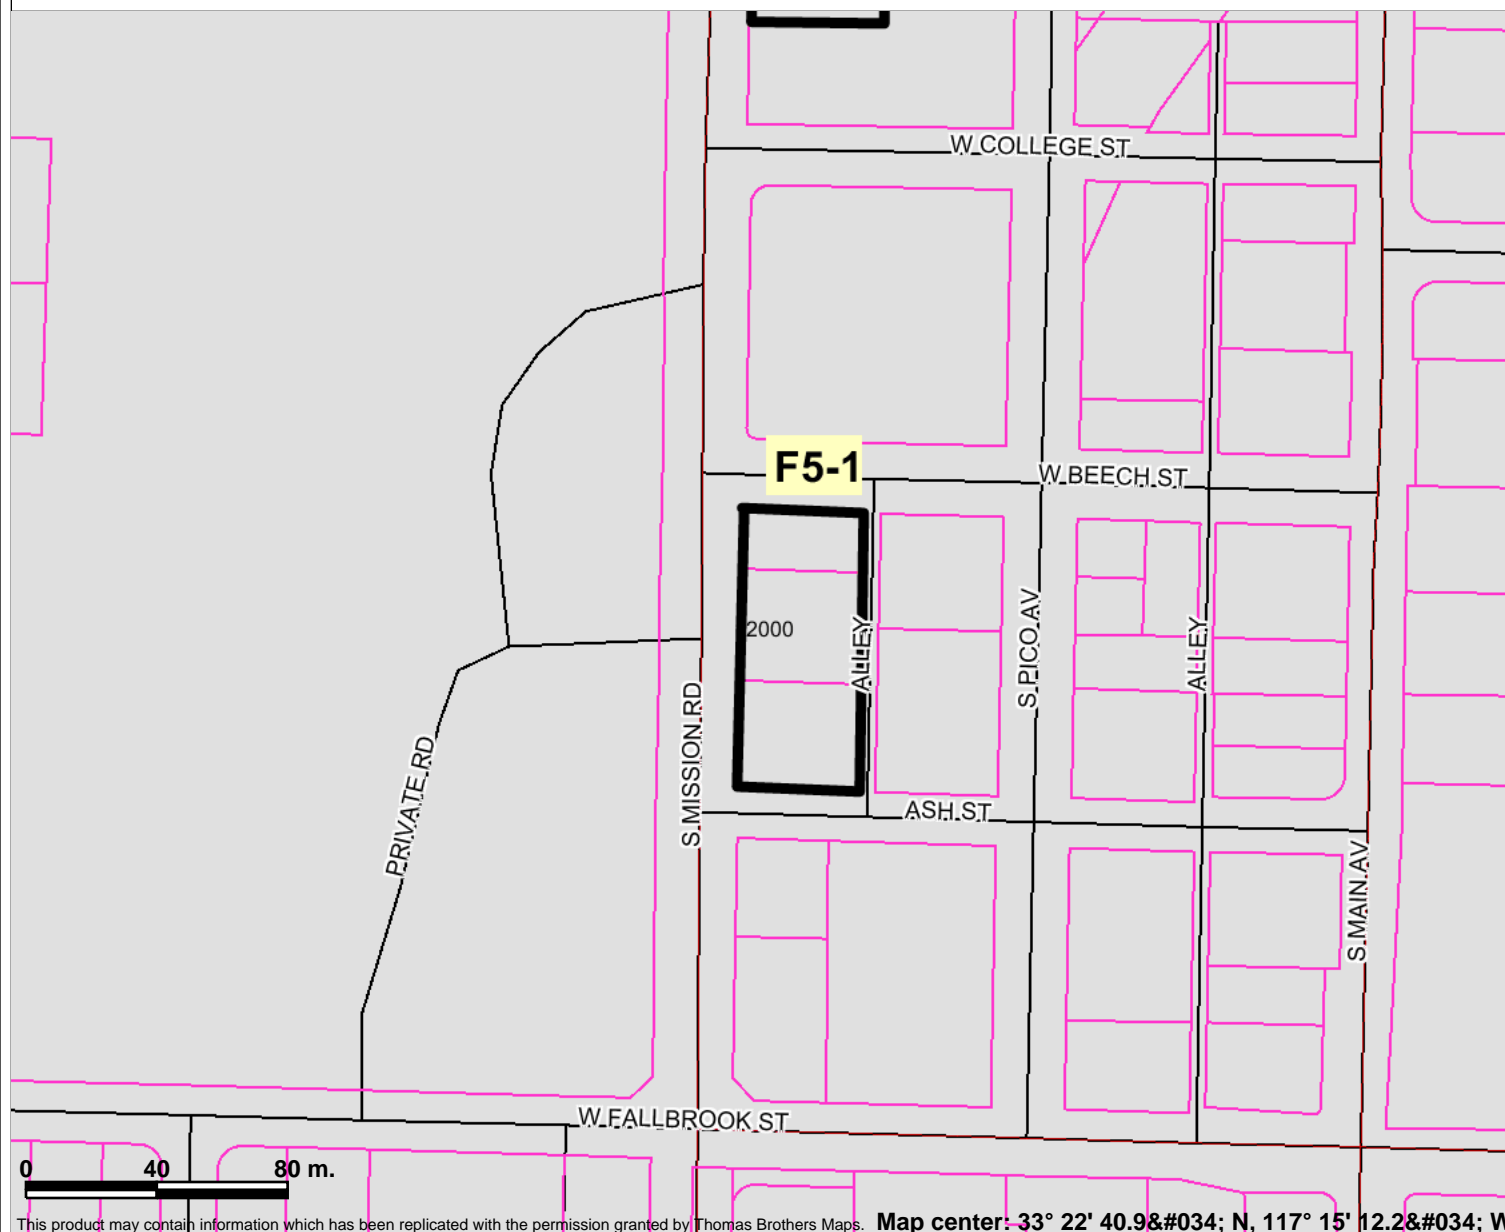 W COLLEGE ST
F5-1
W BEECH ST
2000
ALLEY
S PICO AV
ALLEY
S MISSION RD
PRIVATE RD
ASH ST
S MAIN AV
W FALLBROOK ST
0 40 80 m.
This product may contain information which has been replicated with the permission granted by Thomas Brothers Maps. Map center: 33° 22' 40.9&#034; N, 117° 15' 12.2&#034; W